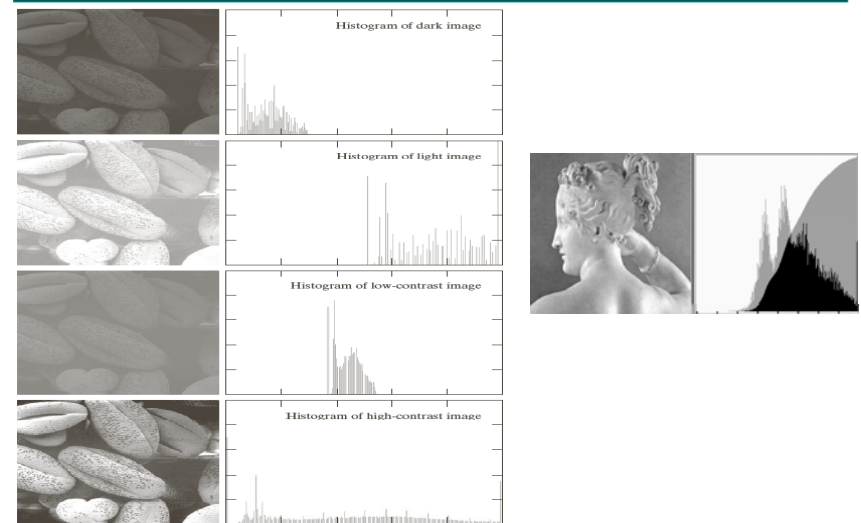 Histogram of dark image
Histogram of light image
Histogram of low-contrast image
Histogram of high-contrast image